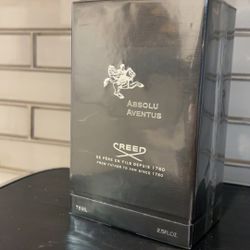 ABSOLU
AVENTUS
CREED
DE PÈRE EN FILS DEPUIS 1760
FROM FATHER TO SON SINCE 1760
75ML
2.5FL.OZ.